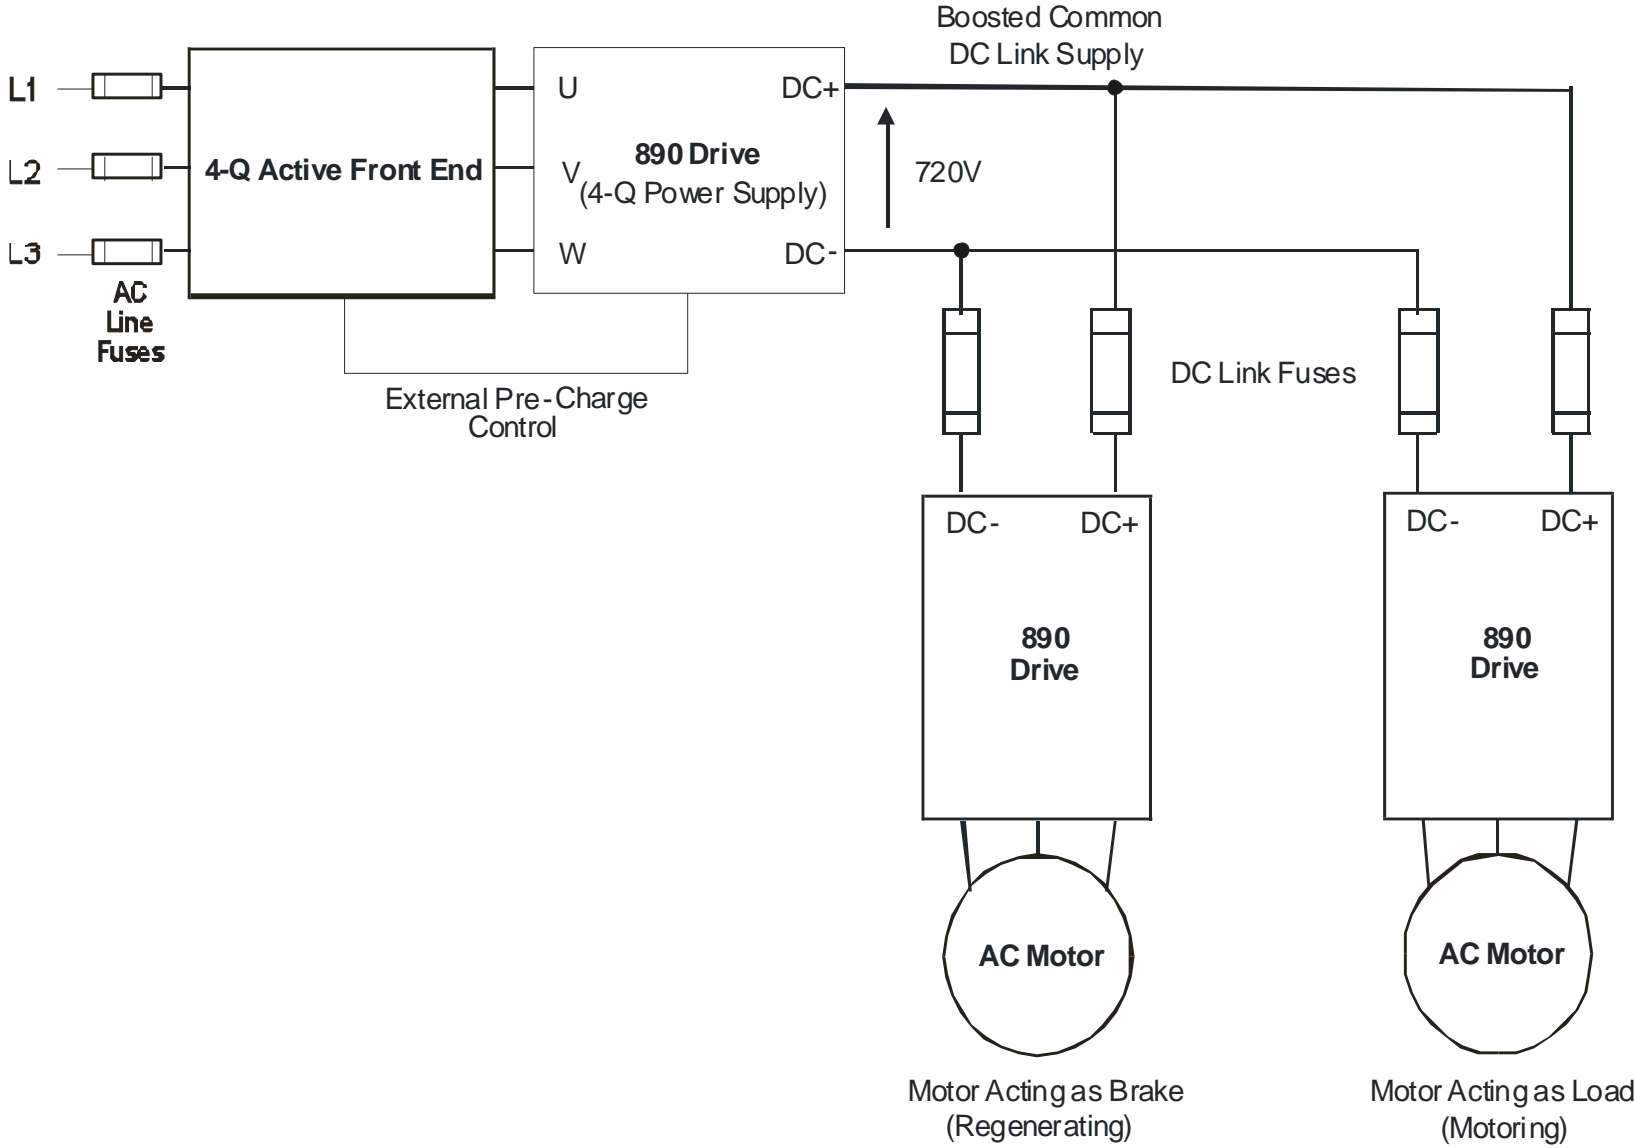 Boosted Common
DC Link Supply
L1
L2
L3
AC
Line
Fuses
4-Q Active Front End
U
V
W
890 Drive
(4-Q Power Supply)
DC+
DC-
720V
External Pre-Charge
Control
DC Link Fuses
DC-
DC+
890
Drive
AC Motor
Motor Acting as Brake
(Regenerating)
DC-
DC+
890
Drive
AC Motor
Motor Acting as Load
(Motoring)